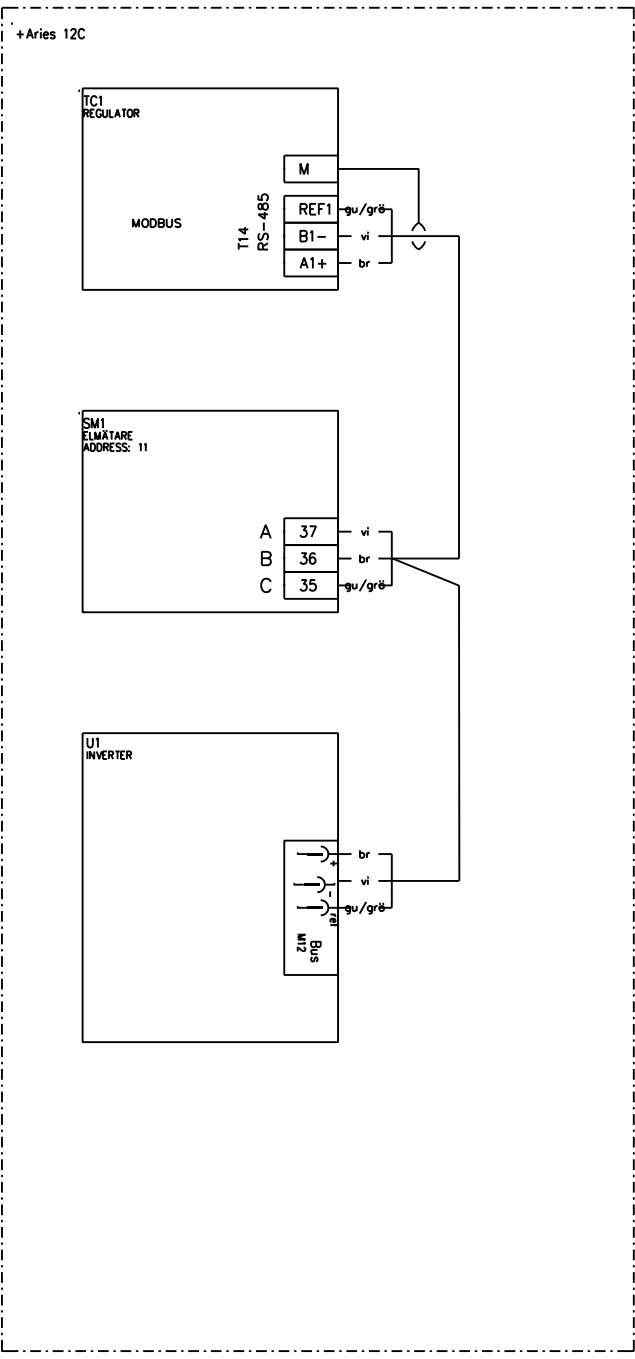 +Aries 12C
TC1
REGULATOR
MODBUS
T14
RS-485
M
REF1 gu/grö
B1- vi
A1+ br
SM1
ELMÄTARE
ADDRESS: 11
A 37 vi
B 36 br
C 35 gu/grö
U1
INVERTER
+ br
- vi
ref gu/grö
Bus
M12